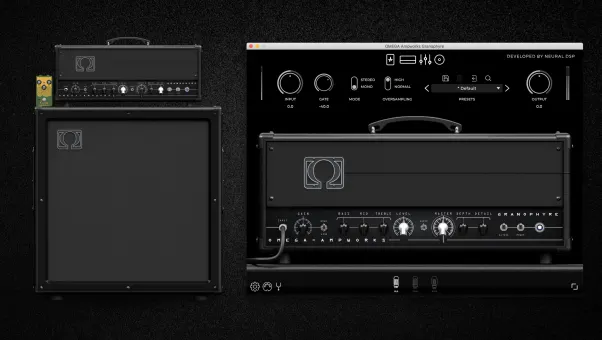 OMEGA Ampworks Granophyre
DEVELOPED BY NEURAL DSP
STEREO
MONO
HIGH
NORMAL
* Default
INPUT
GATE
MODE
OVERSAMPLING
PRESETS
OUTPUT
0.0
-40.0
0.0
GAIN
BASS MID TREBLE LEVEL
MASTER DEPTH DETAIL
GRANOPHYRE
INPUT
OMEGA-AMPWORKS